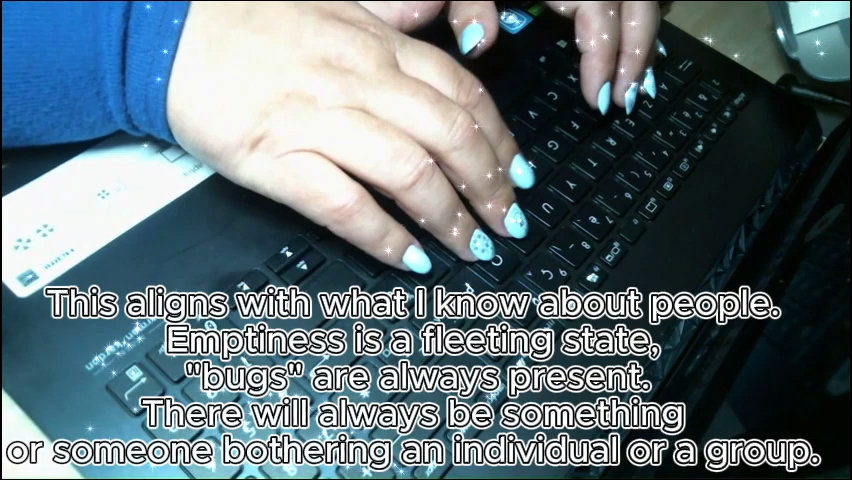 This aligns with what I know about people.
Emptiness is a fleeting state,
"bugs" are always present.
There will always be something
or someone bothering an individual or a group.